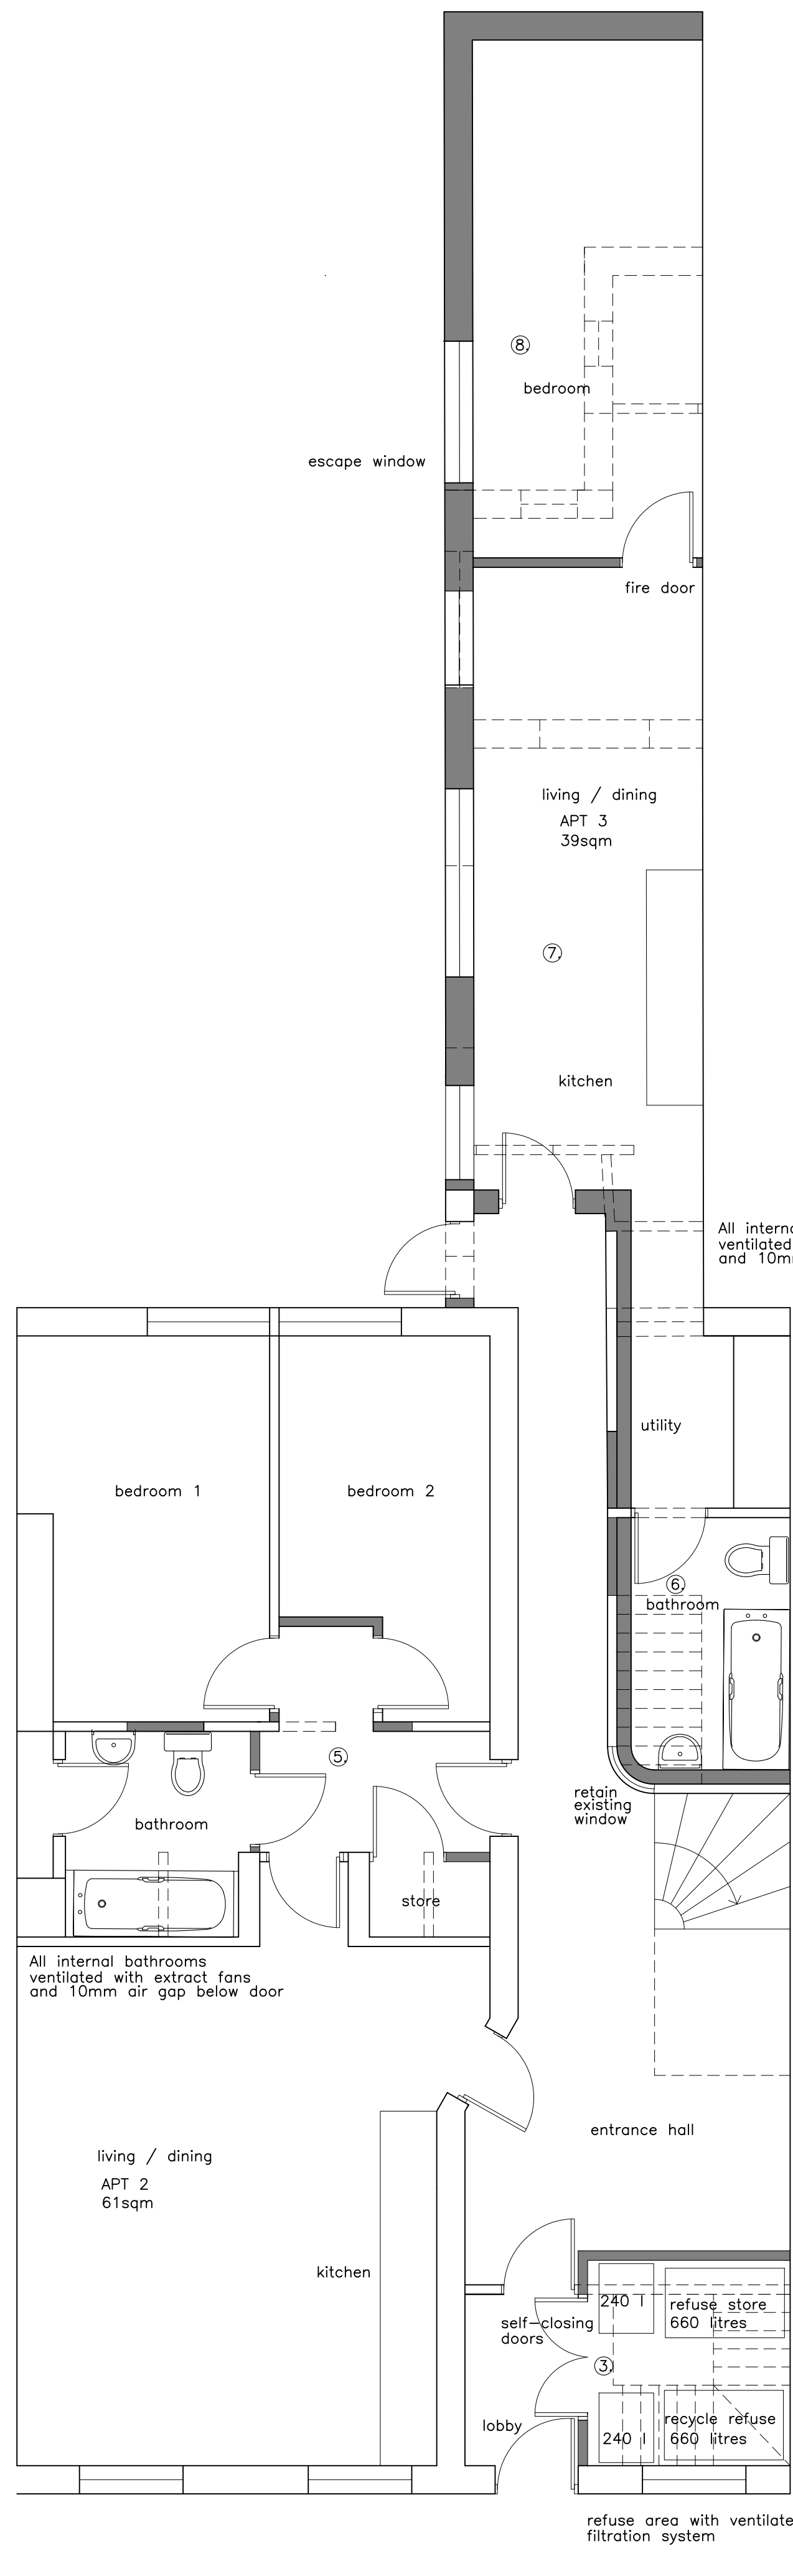 8.
bedroom
escape window
fire door
living / dining
APT 3
39sqm
7.
kitchen
All
ventilated
and
utility
bedroom 1
bedroom 2
6.
bathroom
5.
retain
existing
window
bathroom
store
All internal bathrooms
ventilated with extract fans
and 10mm air gap below door
entrance hall
living / dining
APT 2
61sqm
kitchen
240 l
refuse store
660 litres
self-closing
doors
3.
lobby
recycle refuse
240 l
660 litres
refuse area with
filtration system